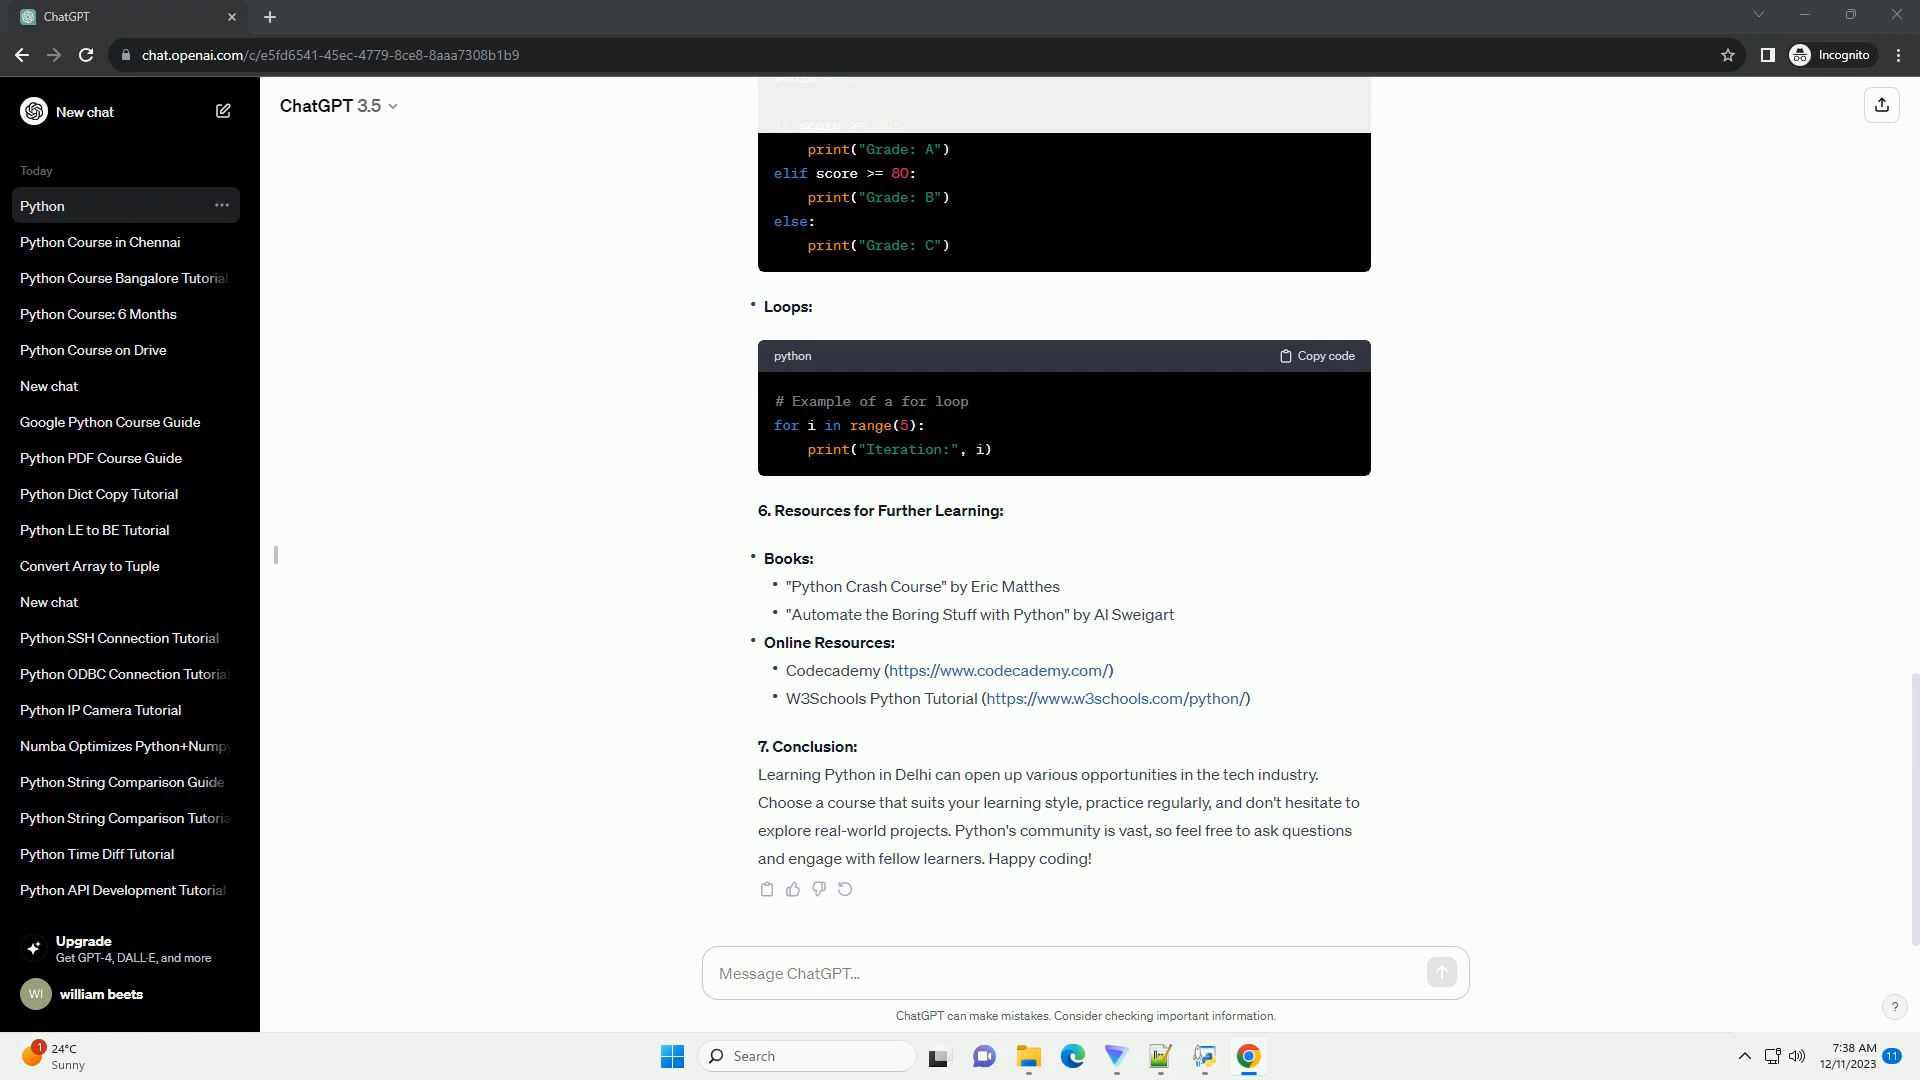 ChatGPT
chat.openai.com/c/e5fd6541-45ec-4779-8ce8-8aaa7308b1b9
Incognito
New chat
Today
Python
Python Course in Chennai
Python Course Bangalore Tutorial
Python Course: 6 Months
Python Course on Drive
New chat
Google Python Course Guide
Python PDF Course Guide
Python Dict Copy Tutorial
Python LE to BE Tutorial
Convert Array to Tuple
New chat
Python SSH Connection Tutorial
Python ODBC Connection Tutorial
Python IP Camera Tutorial
Numba Optimizes Python+Nump
Python String Comparison Guide
Python String Comparison Tutoria
Python Time Diff Tutorial
Python API Development Tutorial
Upgrade
Get GPT-4, DALL·E, and more
WI
william beets
ChatGPT 3.5
print("Grade: A")
elif score >= 80:
print("Grade: B")
else:
print("Grade: C")
• Loops:
python
Copy code
# Example of a for loop
for i in range(5):
print("Iteration:", i)
6. Resources for Further Learning:
• Books:
• "Python Crash Course" by Eric Matthes
• "Automate the Boring Stuff with Python" by Al Sweigart
• Online Resources:
• Codecademy (https://www.codecademy.com/)
• W3Schools Python Tutorial (https://www.w3schools.com/python/)
7. Conclusion:
Learning Python in Delhi can open up various opportunities in the tech industry.
Choose a course that suits your learning style, practice regularly, and don't hesitate to
explore real-world projects. Python's community is vast, so feel free to ask questions
and engage with fellow learners. Happy coding!
Message ChatGPT...
ChatGPT can make mistakes. Consider checking important information.
?
1
24°C
Sunny
Search
7:38 AM
12/11/2023
11